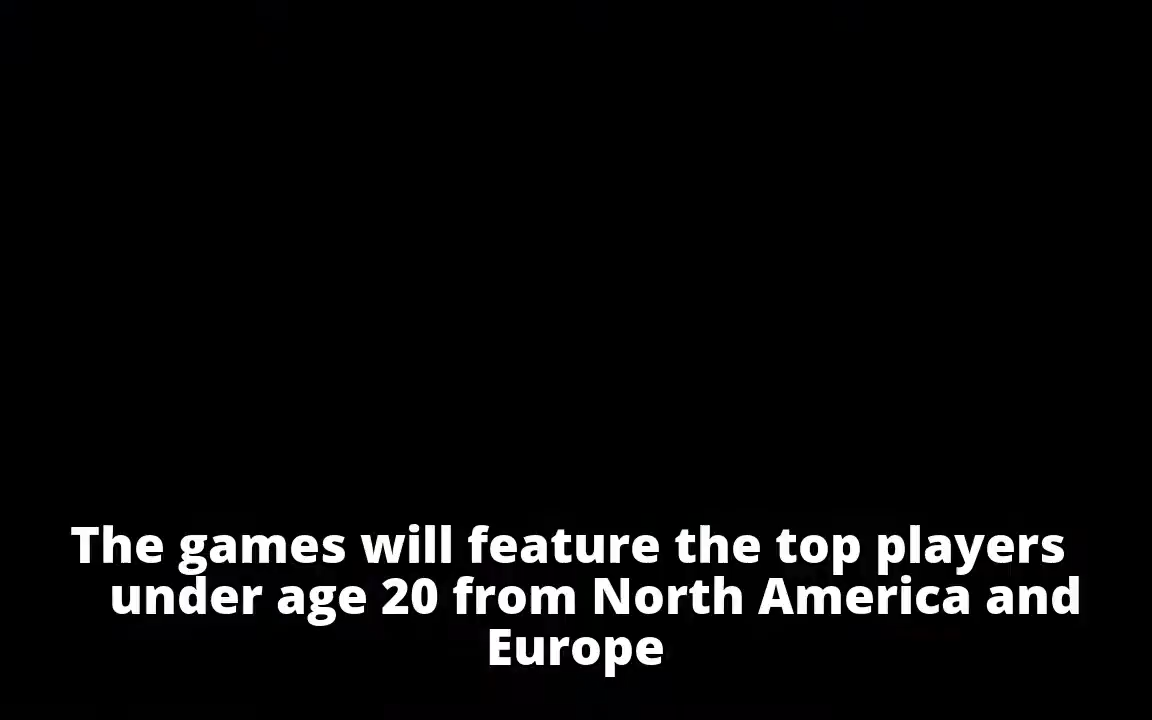 The games will feature the top players
under age 20 from North America and
Europe